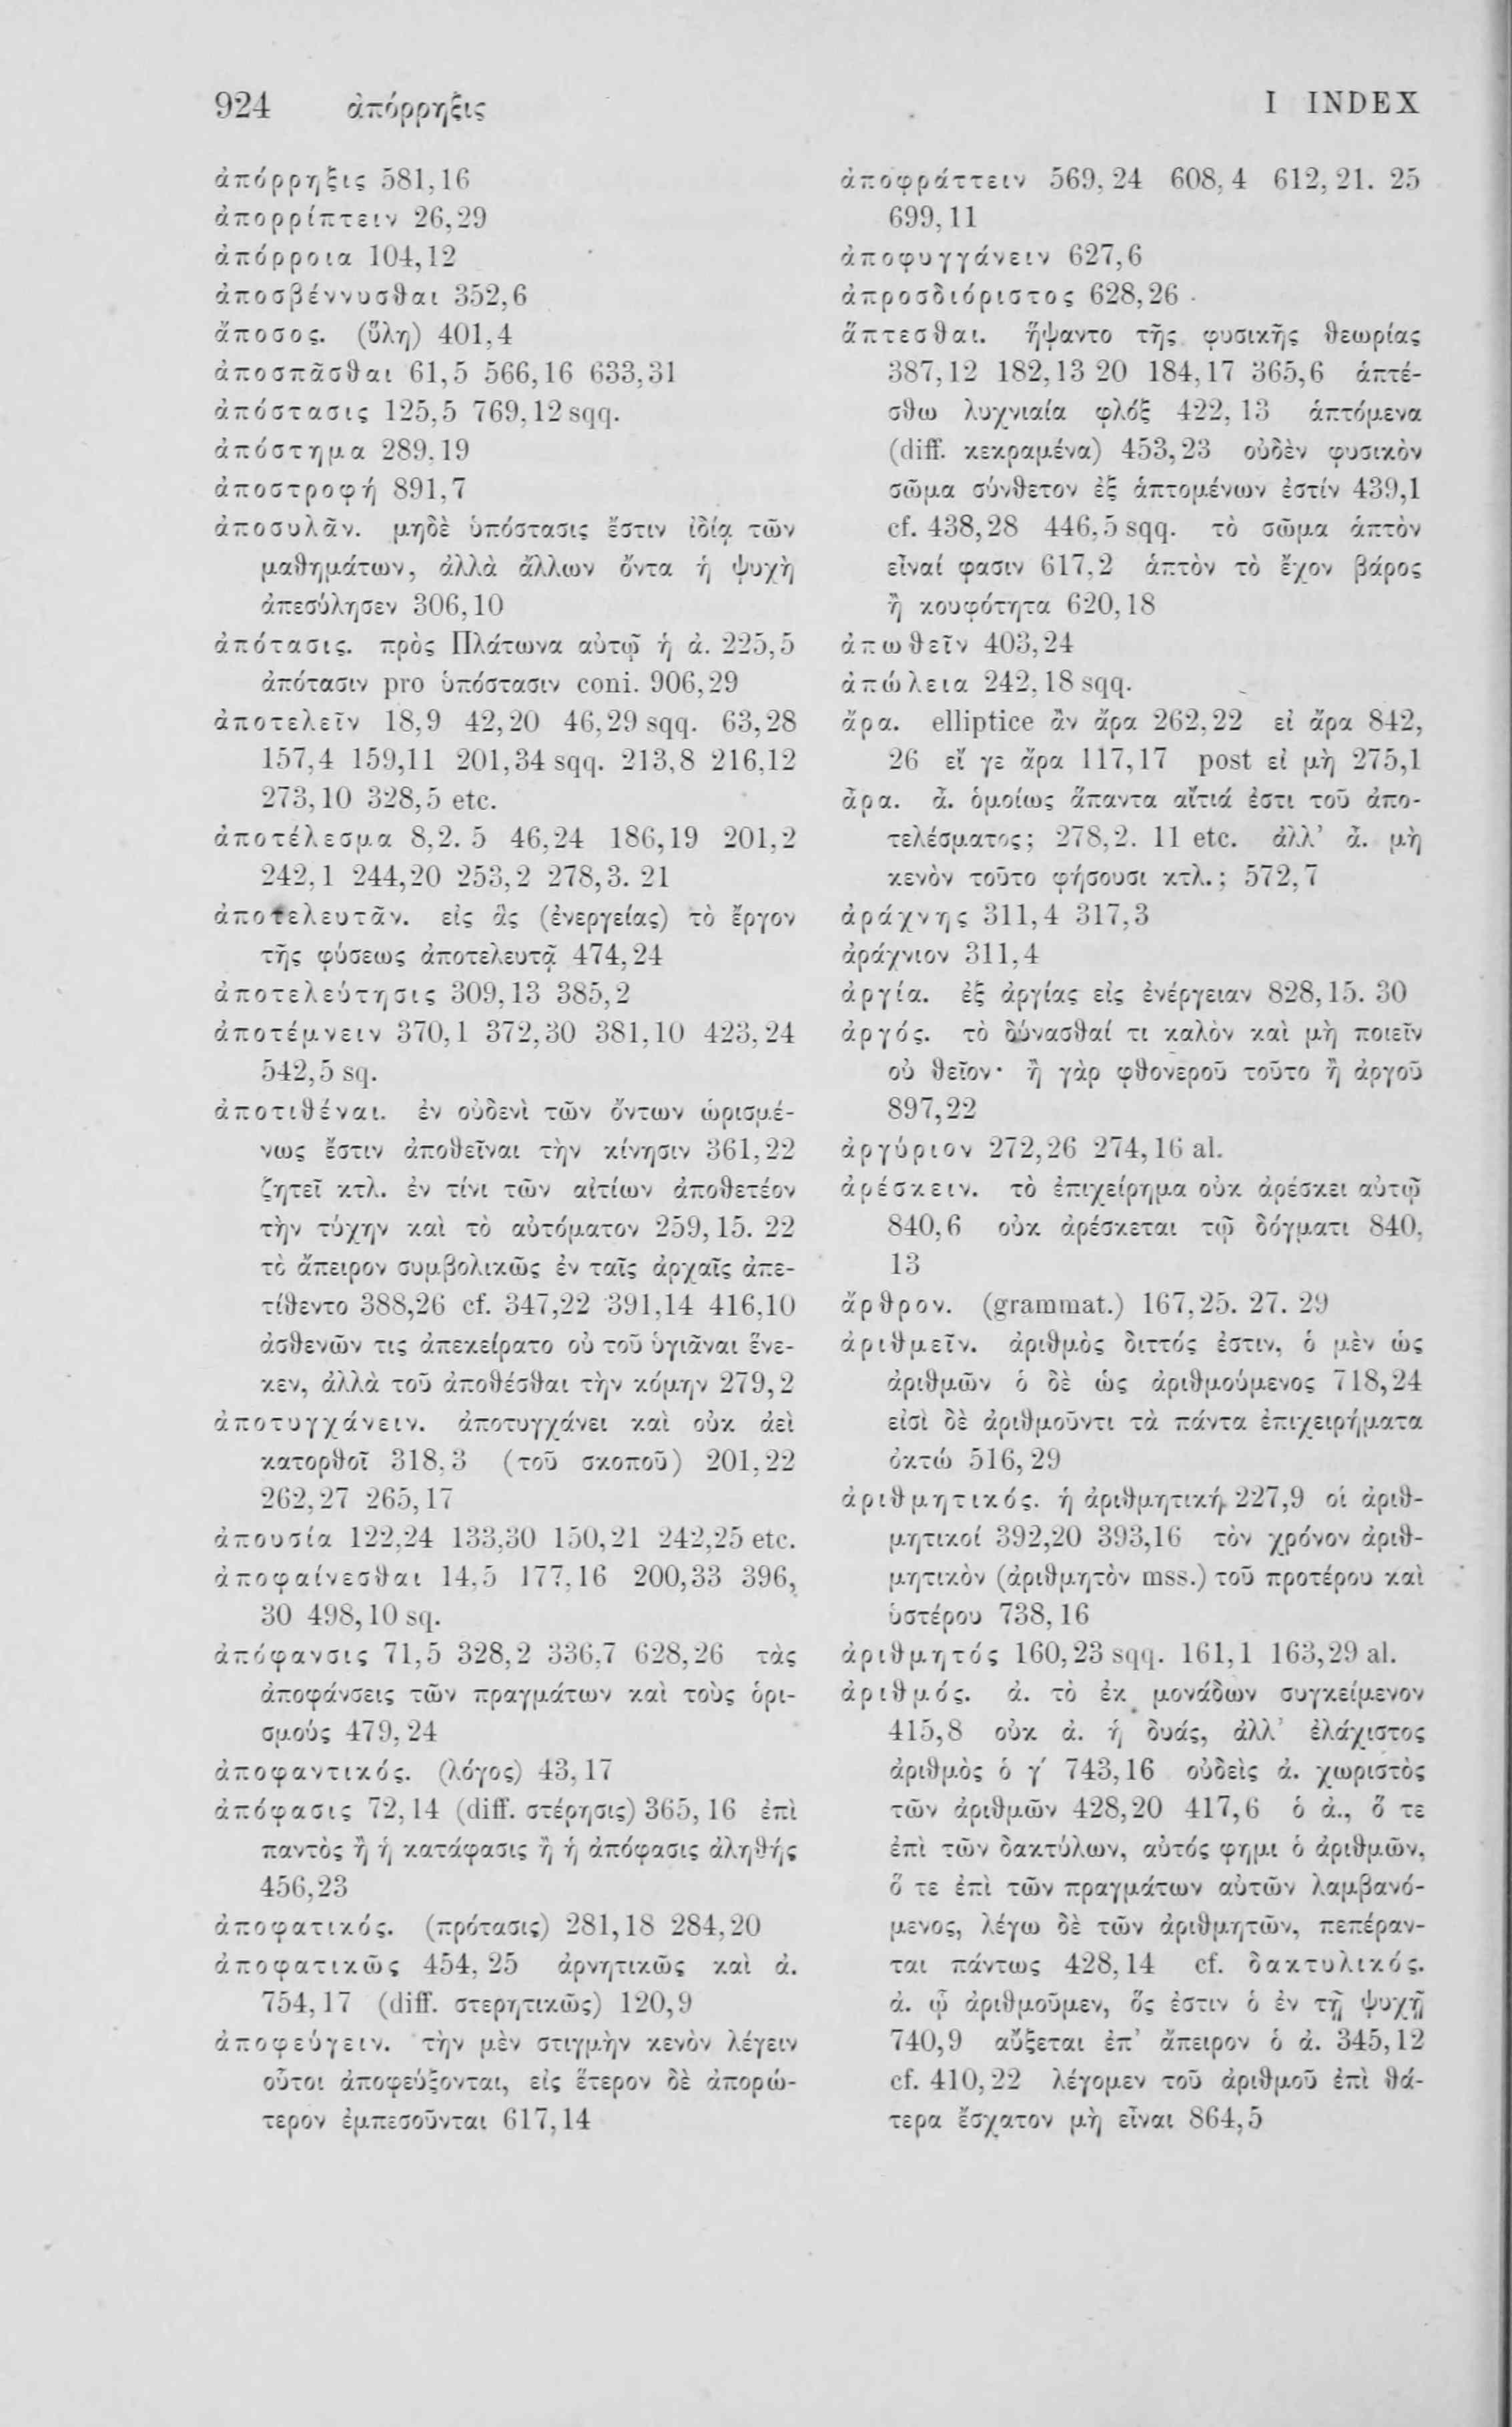 924 ἀπόρρηξις I INDEX
ἀπόρρηξις 581,16
ἀπορρίπτειν 26,29
ἀπόρροια 104,12
ἀποσβέννυσθαι 352,6
ἄποσος. (ὕλη) 401,4
ἀποσπᾶσθαι 61,5 566,16 633,31
ἀπόστασις 125,5 769,12 sqq.
ἀπόστημα 289,19
ἀποστροφή 891,7
ἀποσυλᾶν. μηδὲ ὑπόστασις ἔστιν ἰδίᾳ τῶν
μαθημάτων, ἀλλὰ ἄλλων ὄντα ἡ ψυχὴ
ἀπεσύλησεν 306,10
ἀπότασις. πρὸς Πλάτωνα αὐτῷ ἡ ἀ. 225,5
ἀπότασιν pro ὑπόστασιν coni. 906,29
ἀποτελεῖν 18,9 42,20 46,29 sqq. 63,28
157,4 159,11 201,34 sqq. 213,8 216,12
273,10 328,5 etc.
ἀποτέλεσμα 8,2. 5 46,24 186,19 201,2
242,1 244,20 253,2 278,3. 21
ἀποτελευτᾶν. εἰς ἃς (ἐνεργείας) τὸ ἔργον
τῆς φύσεως ἀποτελευτᾷ 474,24
ἀποτελεύτησις 309,13 385,2
ἀποτέμνειν 370,1 372,30 381,10 423,24
542,5 sq.
ἀποτιθέναι. ἐν οὐδενὶ τῶν ὄντων ὡρισμέ-
νως ἔστιν ἀποθεῖναι τὴν κίνησιν 361,22
ζητεῖ κτλ. ἐν τίνι τῶν αἰτίων ἀποθετέον
τὴν τύχην καὶ τὸ αὐτόματον 259,15. 22
τὸ ἄπειρον συμβολικῶς ἐν ταῖς ἀρχαῖς ἀπε-
τίθεντο 388,26 cf. 347,22 391,14 416,10
ἀσθενῶν τις ἀπεκείρατο οὐ τοῦ ὑγιᾶναι ἕνε-
κεν, ἀλλὰ τοῦ ἀποθέσθαι τὴν κόμην 279,2
ἀποτυγχάνειν. ἀποτυγχάνει καὶ οὐκ ἀεὶ
κατορθοῖ 318,3 (τοῦ σκοποῦ) 201,22
262,27 265,17
ἀπουσία 122,24 133,30 150,21 242,25 etc.
ἀποφαίνεσθαι 14,5 177,16 200,33 396,
30 498,10 sq.
ἀπόφανσις 71,5 328,2 336,7 628,26 τὰς
ἀποφάνσεις τῶν πραγμάτων καὶ τοὺς ὁρι-
σμούς 479,24
ἀποφαντικός. (λόγος) 43,17
ἀπόφασις 72,14 (diff. στέρησις) 365,16 ἐπὶ
παντὸς ἢ ἡ κατάφασις ἢ ἡ ἀπόφασις ἀληθής
456,23
ἀποφατικός. (πρότασις) 281,18 284,20
ἀποφατικῶς 454,25 ἀρνητικῶς καὶ ἀ.
754,17 (diff. στερητικῶς) 120,9
ἀποφεύγειν. τὴν μὲν στιγμὴν κενὸν λέγειν
οὗτοι ἀποφεύξονται, εἰς ἕτερον δὲ ἀπορώ-
τερον ἐμπεσοῦνται 617,14
ἀποφράττειν 569,24 608,4 612,21. 25
699,11
ἀποφυγγάνειν 627,6
ἀπροσδιόριστος 628,26
ἅπτεσθαι. ἥψαντο τῆς φυσικῆς θεωρίας
387,12 182,13 20 184,17 365,6 ἁπτέ-
σθω λυχνιαία φλόξ 422,13 ἁπτόμενα
(diff. κεκραμένα) 453,23 οὐδὲν φυσικὸν
σῶμα σύνθετον ἐξ ἁπτομένων ἐστίν 439,1
cf. 438,28 446,5 sqq. τὸ σῶμα ἁπτὸν
εἶναί φασιν 617,2 ἁπτὸν τὸ ἔχον βάρος
ἢ κουφότητα 620,18
ἀπωθεῖν 403,24
ἀπώλεια 242,18 sqq.
ἄρα. elliptice ἂν ἄρα 262,22 εἰ ἄρα 842,
26 εἴ γε ἄρα 117,17 post εἰ μὴ 275,1
ἆρα. ἆ. ὁμοίως ἅπαντα αἴτιά ἐστι τοῦ ἀπο-
τελέσματος; 278,2. 11 etc. ἀλλ’ ἆ. μὴ
κενὸν τοῦτο φήσουσι κτλ.; 572,7
ἀράχνης 311,4 317,3
ἀράχνιον 311,4
ἀργία. ἐξ ἀργίας εἰς ἐνέργειαν 828,15. 30
ἀργός. τὸ δύνασθαί τι καλὸν καὶ μὴ ποιεῖν
οὐ θεῖον· ἢ γὰρ φθονεροῦ τοῦτο ἢ ἀργοῦ
897,22
ἀργύριον 272,26 274,16 al.
ἀρέσκειν. τὸ ἐπιχείρημα οὐκ ἀρέσκει αὐτῷ
840,6 οὐκ ἀρέσκεται τῷ δόγματι 840,
13
ἄρθρον. (grammat.) 167,25. 27. 29
ἀριθμεῖν. ἀριθμὸς διττός ἐστιν, ὁ μὲν ὡς
ἀριθμῶν ὁ δὲ ὡς ἀριθμούμενος 718,24
εἰσὶ δὲ ἀριθμοῦντι τὰ πάντα ἐπιχειρήματα
ὀκτώ 516,29
ἀριθμητικός. ἡ ἀριθμητική 227,9 οἱ ἀριθ-
μητικοί 392,20 393,16 τὸν χρόνον ἀριθ-
μητικὸν (ἀριθμητὸν mss.) τοῦ προτέρου καὶ
ὑστέρου 738,16
ἀριθμητός 160,23 sqq. 161,1 163,29 al.
ἀριθμός. ἀ. τὸ ἐκ μονάδων συγκείμενον
415,8 οὐκ ἀ. ἡ δυάς, ἀλλ’ ἐλάχιστος
ἀριθμὸς ὁ γ΄ 743,16 οὐδεὶς ἀ. χωριστὸς
τῶν ἀριθμῶν 428,20 417,6 ὁ ἀ., ὅ τε
ἐπὶ τῶν δακτύλων, αὐτός φημι ὁ ἀριθμῶν,
ὅ τε ἐπὶ τῶν πραγμάτων αὐτῶν λαμβανό-
μενος, λέγω δὲ τῶν ἀριθμητῶν, πεπέραν-
ται πάντως 428,14 cf. δακτυλικός.
ἀ. ᾧ ἀριθμοῦμεν, ὅς ἐστιν ὁ ἐν τῇ ψυχῇ
740,9 αὔξεται ἐπ’ ἄπειρον ὁ ἀ. 345,12
cf. 410,22 λέγομεν τοῦ ἀριθμοῦ ἐπὶ θά-
τερα ἔσχατον μὴ εἶναι 864,5